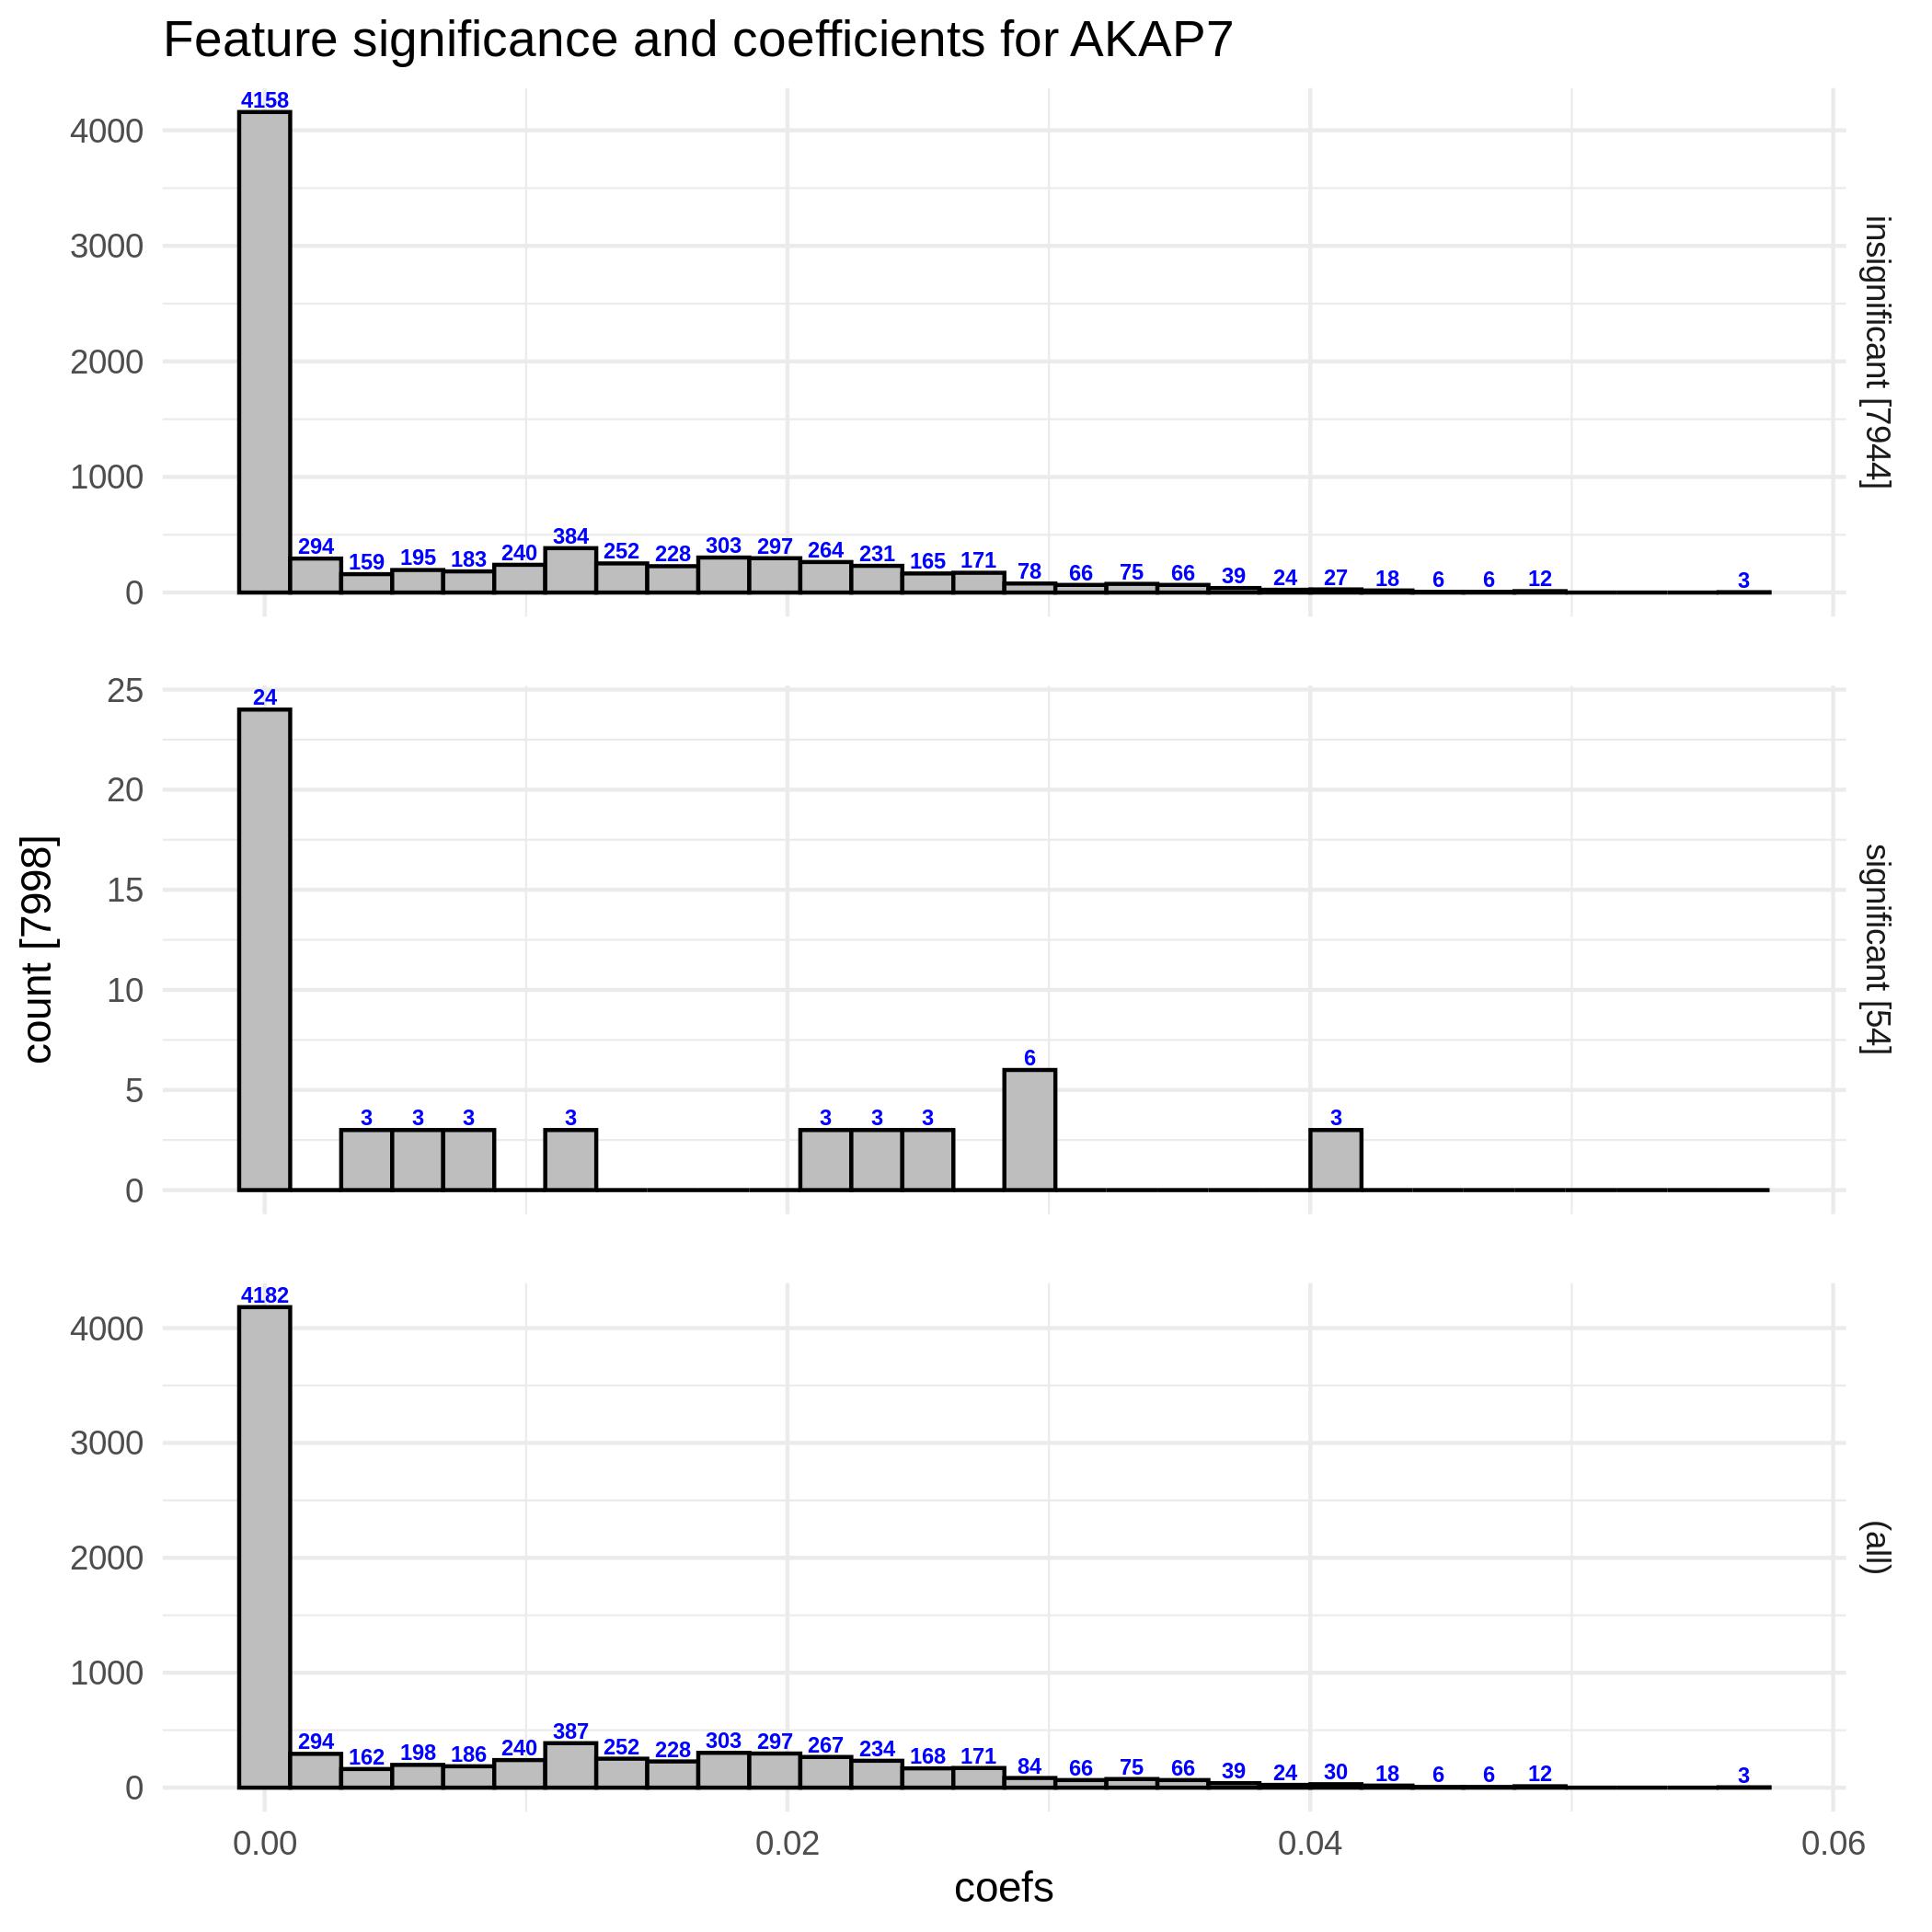 Feature significance and coefficients for AKAP7
4158
4000
3000
2000
1000
0
294 159 195 183 240 384 252 228 303 297 264 231 165 171 78 66 75 66 39 24 27 18 6 6 12 3
insignificant [7944]
25
20
15
10
5
0
24 3 3 3 3 3 3 3 6 3
significant [54]
count [7998]
4182
4000
3000
2000
1000
0
294 162 198 186 240 387 252 228 303 297 267 234 168 171 84 66 75 66 39 24 30 18 6 6 12 3
(all)
0.00 0.02 0.04 0.06
coefs